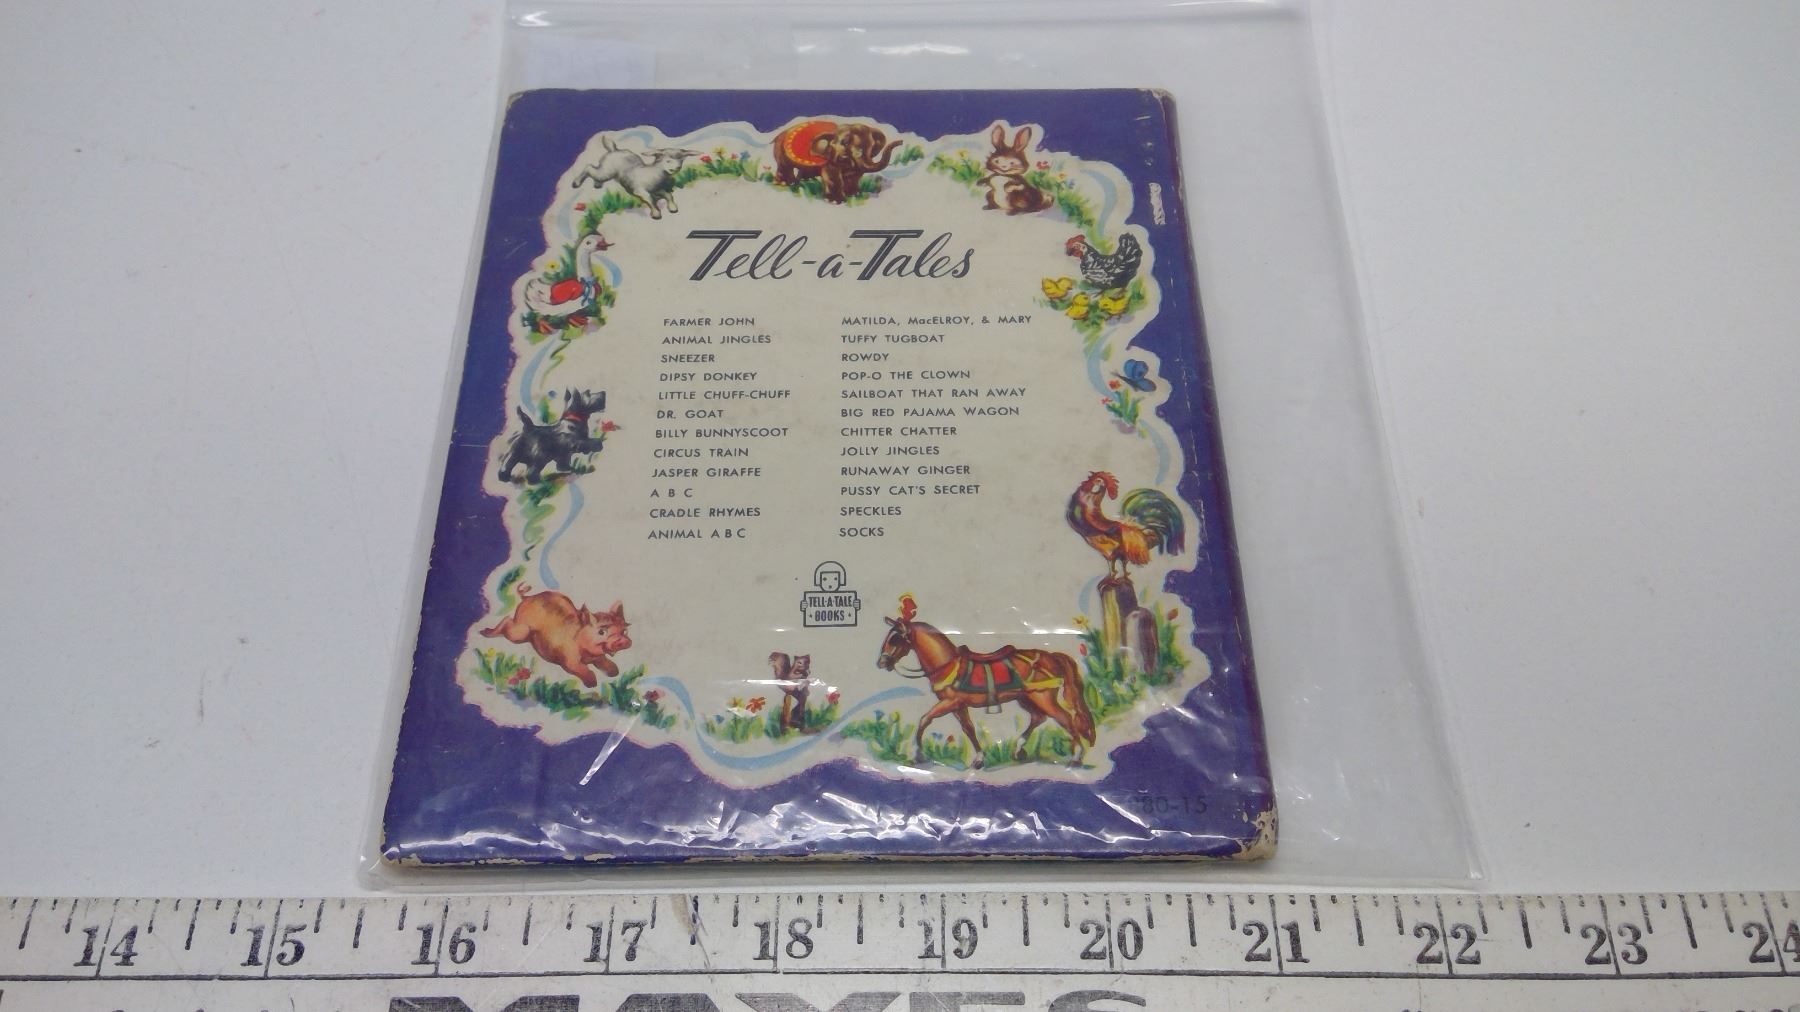 Tell-a-Tales
FARMER JOHN
ANIMAL JINGLES
SNEEZER
DIPSY DONKEY
LITTLE CHUFF-CHUFF
DR. GOAT
BILLY BUNNYSCOOT
CIRCUS TRAIN
JASPER GIRAFFE
A B C
CRADLE RHYMES
ANIMAL A B C
MATILDA, MacELROY, & MARY
TUFFY TUGBOAT
ROWDY
POP-O THE CLOWN
SAILBOAT THAT RAN AWAY
BIG RED PAJAMA WAGON
CHITTER CHATTER
JOLLY JINGLES
RUNAWAY GINGER
PUSSY CAT'S SECRET
SPECKLES
SOCKS
TELL-A-TALE
BOOKS
80-15
14 15 16 17 18 19 20 21 22 23 24